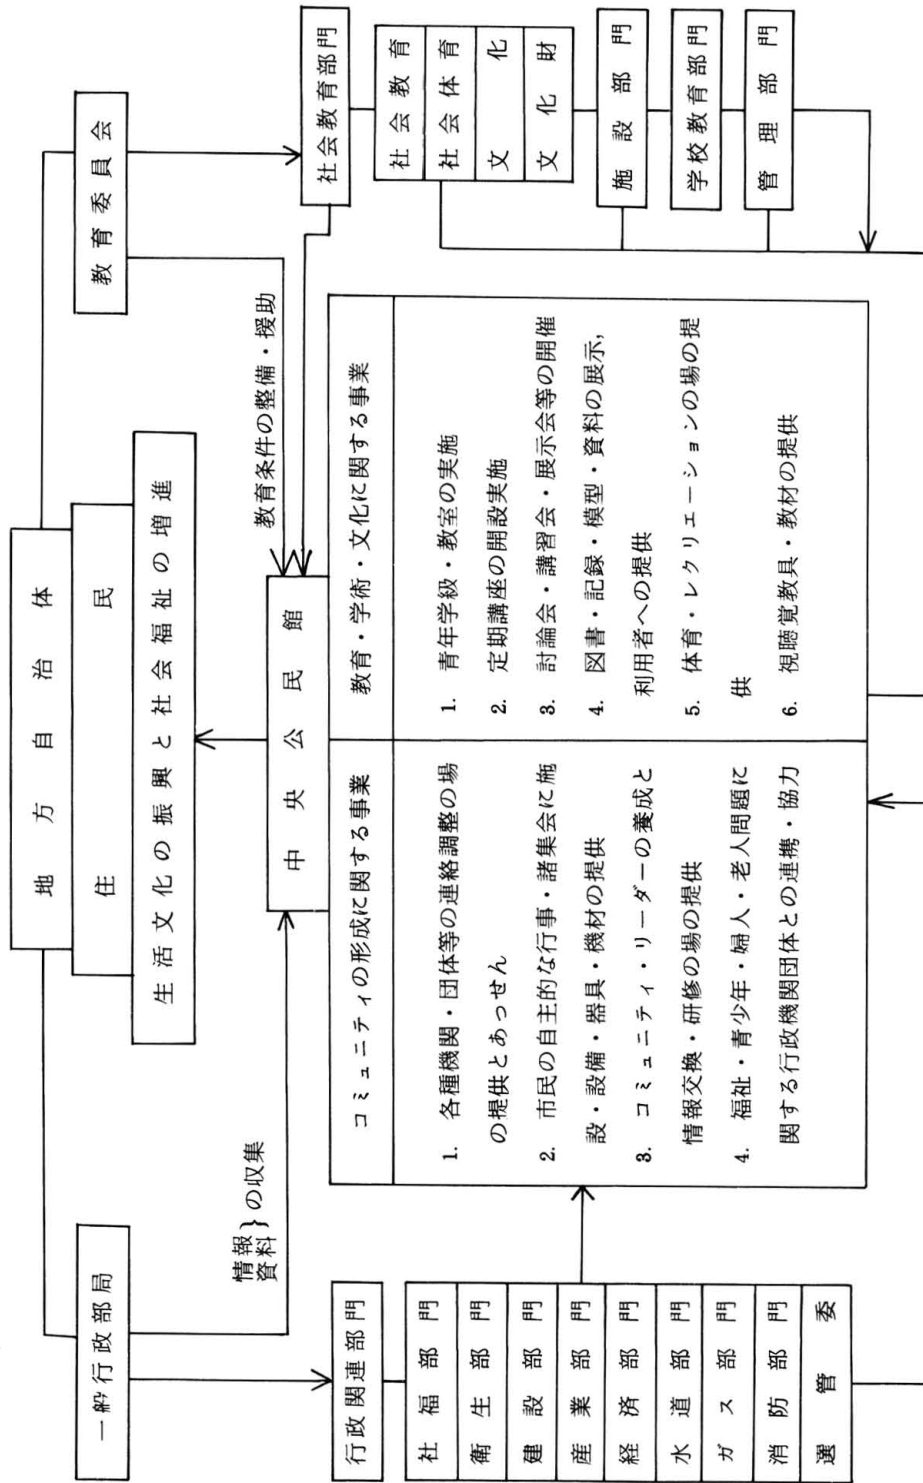 地方自治体
住民
生活文化の振興と社会福祉の増進
一般行政部局
教育委員会
情報
資料}の収集
教育条件の整備・援助
中央公民館
行政関連部門
社福部門
衛生部門
建設部門
産業部門
経済部門
水道部門
ガス部門
消防部門
選管委
コミュニティの形成に関する事業
1. 各種機関・団体等の連絡調整の場
の提供とあっせん
2. 市民の自主的な行事・諸集会に施
設・設備・器具・機材の提供
3. コミュニティ・リーダーの養成と
情報交換・研修の場の提供
4. 福祉・青少年・婦人・老人問題に
関する行政機関団体との連携・協力
教育・学術・文化に関する事業
1. 青年学級・教室の実施
2. 定期講座の開設実施
3. 討論会・講習会・展示会等の開催
4. 図書・記録・模型・資料の展示,
利用者への提供
5. 体育・レクリエーションの場の提
供
6. 視聴覚教具・教材の提供
社会教育部門
社会教育
社会体育
文化
文化財
施設部門
学校教育部門
管理部門